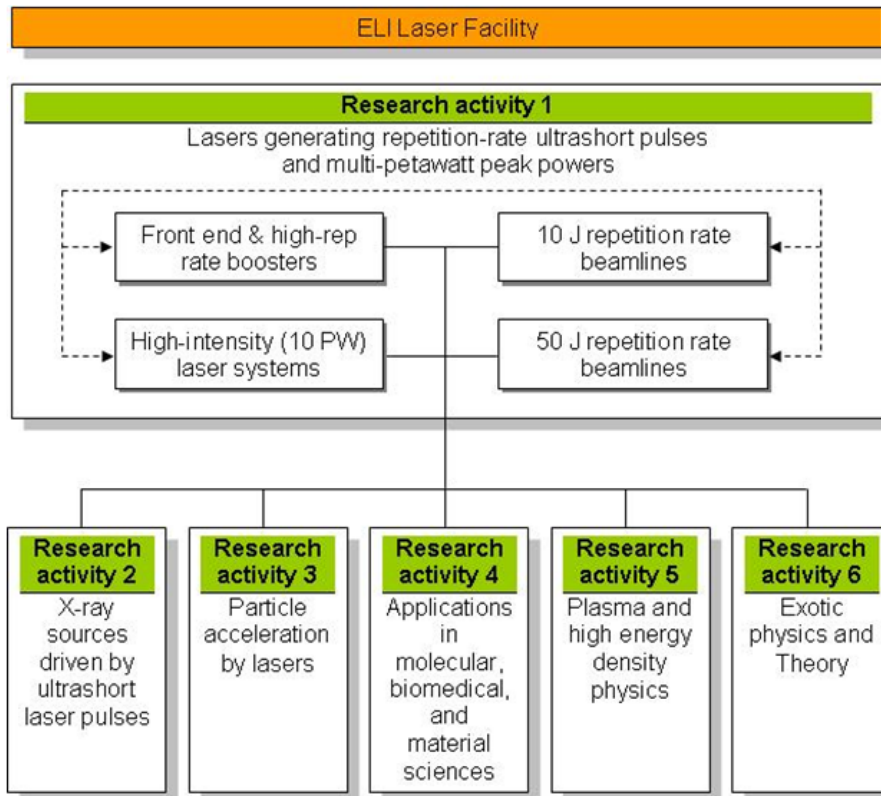 ELI Laser Facility
Research activity 1
Lasers generating repetition-rate ultrashort pulses
and multi-petawatt peak powers
Front end & high-rep
rate boosters
10 J repetition rate
beamlines
High-intensity (10 PW)
laser systems
50 J repetition rate
beamlines
Research
activity 2
X-ray
sources
driven by
ultrashort
laser pulses
Research
activity 3
Particle
acceleration
by lasers
Research
activity 4
Applications
in
molecular,
biomedical,
and
material
sciences
Research
activity 5
Plasma and
high energy
density
physics
Research
activity 6
Exotic
physics and
Theory